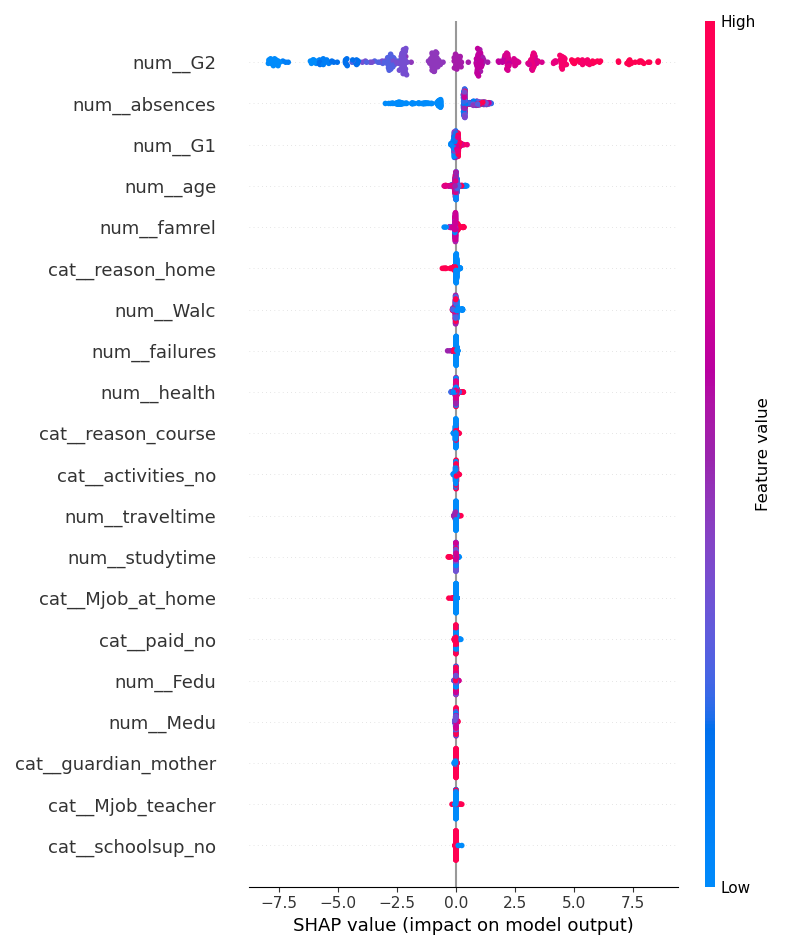 High
num__G2
num__absences
num__G1
num__age
num__famrel
cat__reason_home
num__Walc
num__failures
num__health
cat__reason_course
cat__activities_no
num__traveltime
num__studytime
cat__Mjob_at_home
cat__paid_no
num__Fedu
num__Medu
cat__guardian_mother
cat__Mjob_teacher
cat__schoolsup_no
Feature value
Low
−7.5 −5.0 −2.5 0.0 2.5 5.0 7.5
SHAP value (impact on model output)